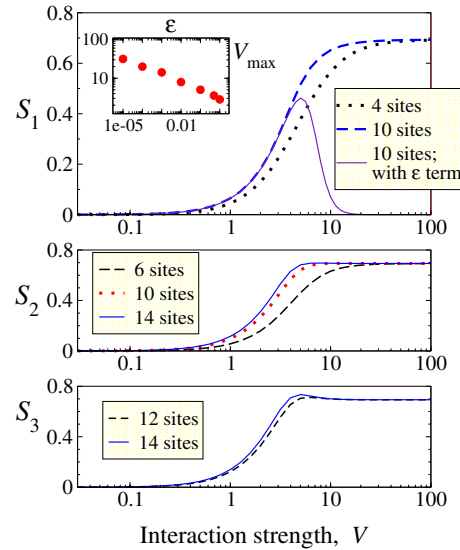 ε
100
10
V_max
1e-05 0.01
S_1
0.8
0.6
0.4
0.2
0
4 sites
10 sites
10 sites;
with ε term
0.1 1 10 100
S_2
0.8
0.4
0
6 sites
10 sites
14 sites
0.1 1 10 100
S_3
0.8
0.4
0
12 sites
14 sites
0.1 1 10 100
Interaction strength, V